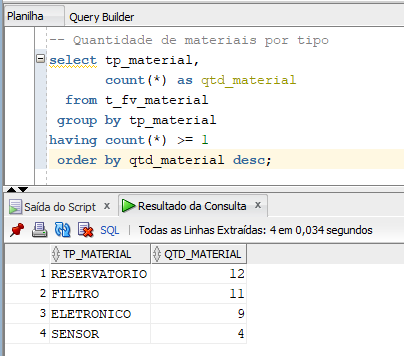 Planilha Query Builder
-- Quantidade de materiais por tipo
select tp_material,
count(*) as qtd_material
from t_fv_material
group by tp_material
having count(*) >= 1
order by qtd_material desc;
Saída do Script x Resultado da Consulta x
SQL | Todas as Linhas Extraídas: 4 em 0,034 segundos
TP_MATERIAL QTD_MATERIAL
1 RESERVATORIO 12
2 FILTRO 11
3 ELETRONICO 9
4 SENSOR 4